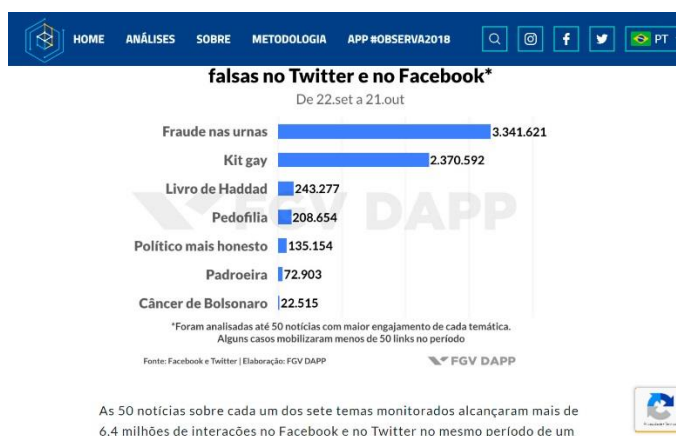 HOME ANÁLISES SOBRE METODOLOGIA APP #OBSERVA2018 PT
falsas no Twitter e no Facebook*
De 22.set a 21.out
Fraude nas urnas 3.341.621
Kit gay 2.370.592
Livro de Haddad 243.277
Pedofilia 208.654
Político mais honesto 135.154
Padroeira 72.903
Câncer de Bolsonaro 22.515
FGV DAPP
*Foram analisadas até 50 notícias com maior engajamento de cada temática.
Alguns casos mobilizaram menos de 50 links no período
Fonte: Facebook e Twitter | Elaboração: FGV DAPP
FGV DAPP
As 50 notícias sobre cada um dos sete temas monitorados alcançaram mais de
6,4 milhões de interações no Facebook e no Twitter no mesmo período de um